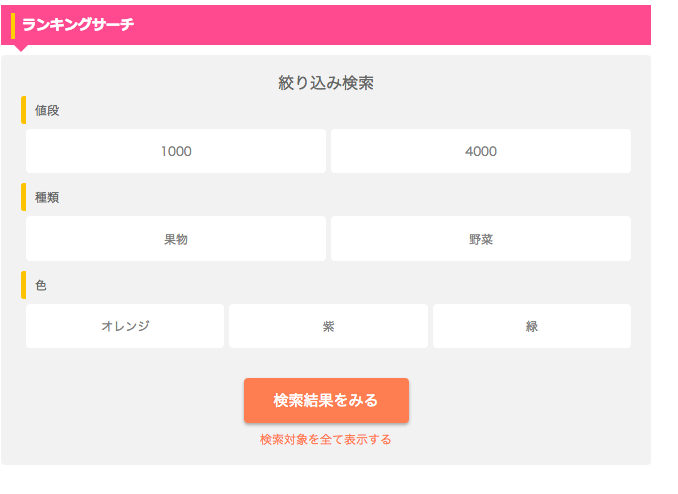 ランキングサーチ
絞り込み検索
値段
1000
4000
種類
果物
野菜
色
オレンジ
紫
緑
検索結果をみる
検索対象を全て表示する